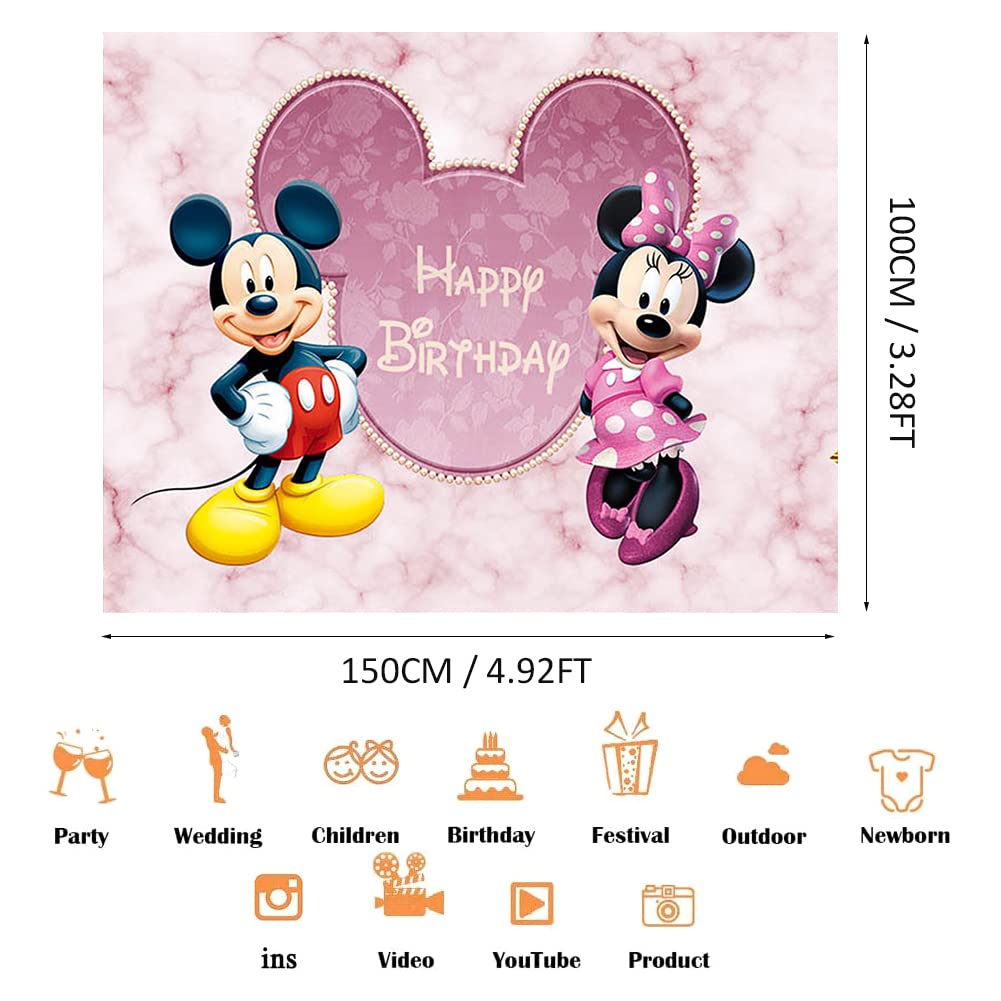 Happy
Birthday
100CM / 3.28FT
150CM / 4.92FT
Party Wedding Children Birthday Festival Outdoor Newborn
ins Video YouTube Product